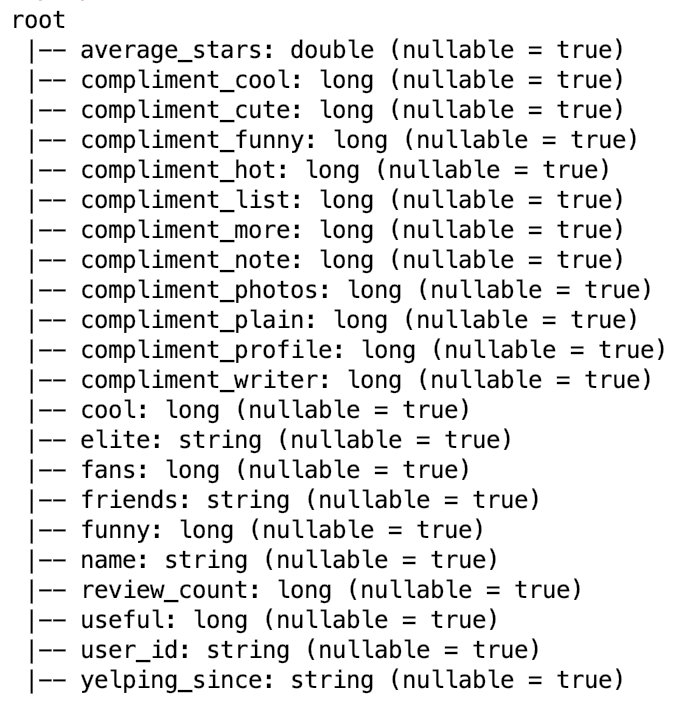 root
 |-- average_stars: double (nullable = true)
 |-- compliment_cool: long (nullable = true)
 |-- compliment_cute: long (nullable = true)
 |-- compliment_funny: long (nullable = true)
 |-- compliment_hot: long (nullable = true)
 |-- compliment_list: long (nullable = true)
 |-- compliment_more: long (nullable = true)
 |-- compliment_note: long (nullable = true)
 |-- compliment_photos: long (nullable = true)
 |-- compliment_plain: long (nullable = true)
 |-- compliment_profile: long (nullable = true)
 |-- compliment_writer: long (nullable = true)
 |-- cool: long (nullable = true)
 |-- elite: string (nullable = true)
 |-- fans: long (nullable = true)
 |-- friends: string (nullable = true)
 |-- funny: long (nullable = true)
 |-- name: string (nullable = true)
 |-- review_count: long (nullable = true)
 |-- useful: long (nullable = true)
 |-- user_id: string (nullable = true)
 |-- yelping_since: string (nullable = true)